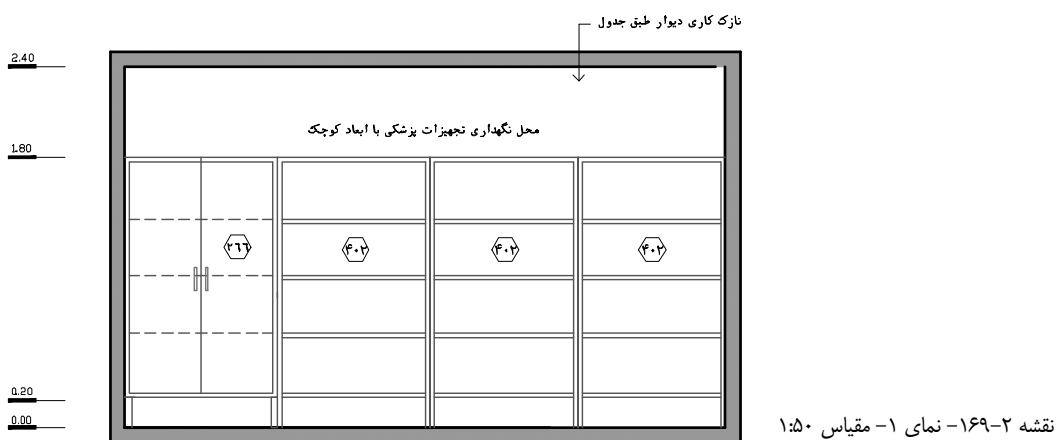 نازک کاری دیوار طبق جدول
2.40
محل نگهداری تجهیزات پزشکی با ابعاد کوچک
1.80
۲۶۶
۴۰۲
۴۰۲
۴۰۲
0.20
0.00
نقشه ۲-۱۶۹- نمای ۱- مقیاس ۱:۵۰